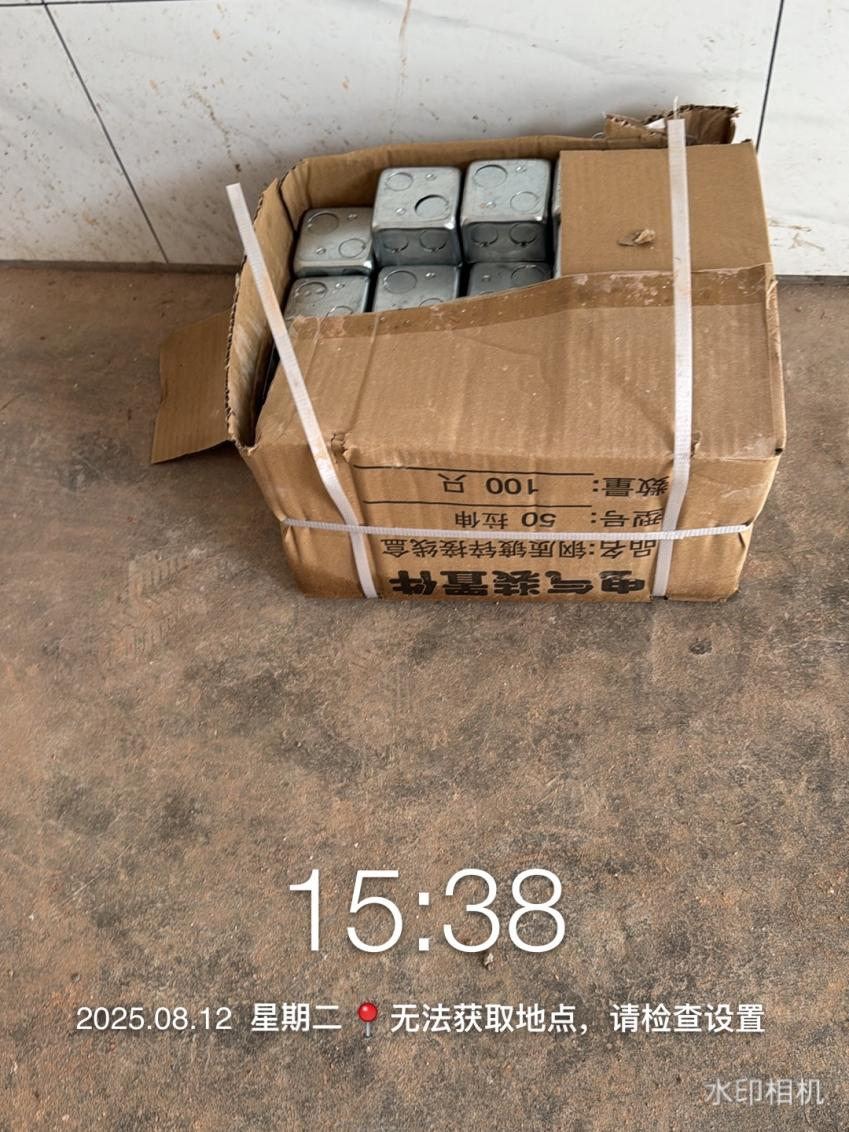 电气装置件
品名:钢质镀锌接线盒
型号: 50 拉伸
数量: 100 只
15:38
2025.08.12 星期二 📍 无法获取地点，请检查设置
水印相机